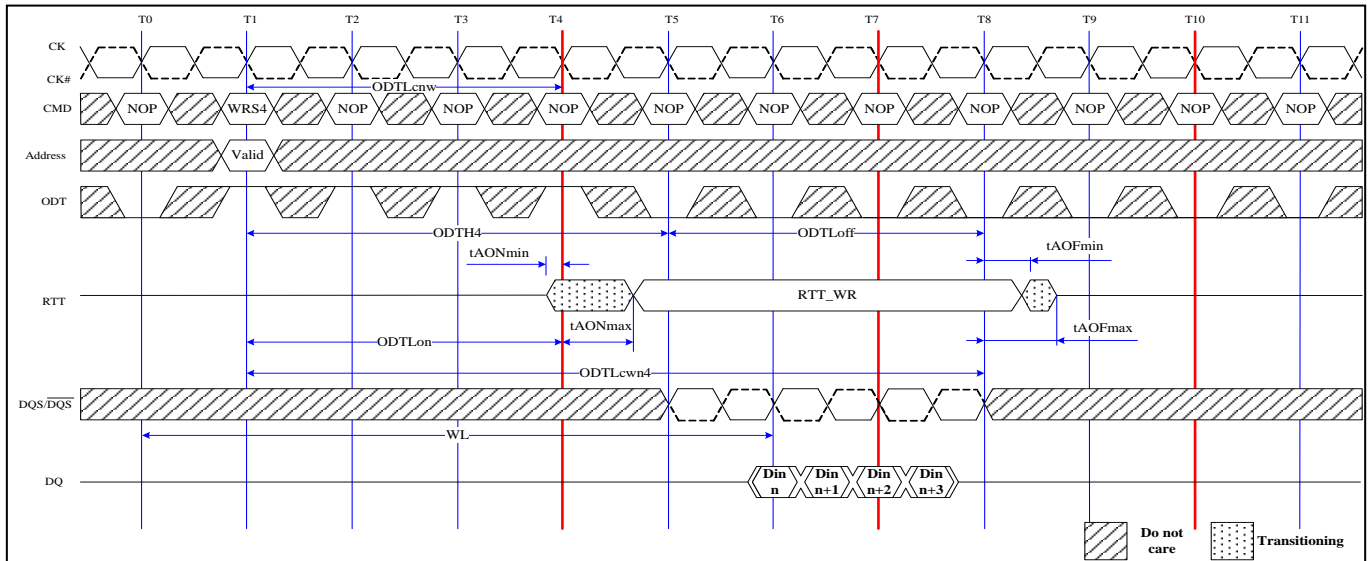 T0 T1 T2 T3 T4 T5 T6 T7 T8 T9 T10 T11
CK
CK#
ODTLcnw
CMD NOP WRS4 NOP NOP NOP NOP NOP NOP NOP NOP NOP NOP
Address Valid
ODT
ODTH4 ODTLoff
tAONmin tAOFmin
RTT RTT_WR
tAONmax tAOFmax
ODTLon
ODTLcwn4
DQS/DQS
WL
DQ Din n Din n+1 Din n+2 Din n+3
Do not care Transitioning